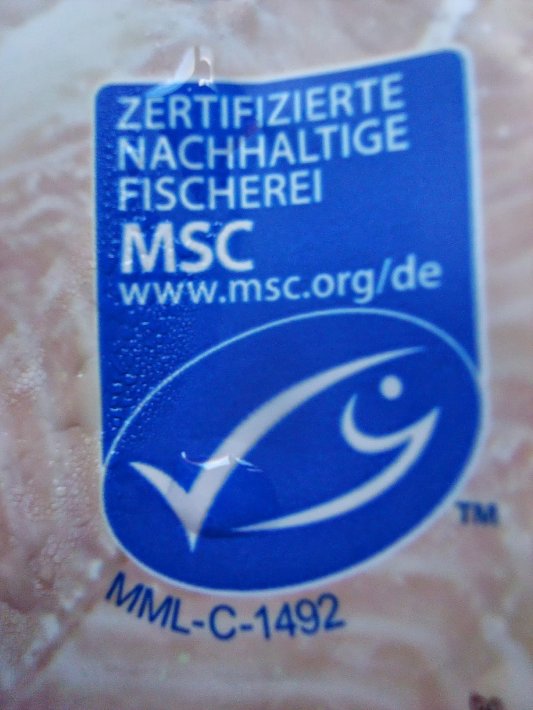 ZERTIFIZIERTE
NACHHALTIGE
FISCHEREI
MSC
www.msc.org/de
TM
MML-C-1492